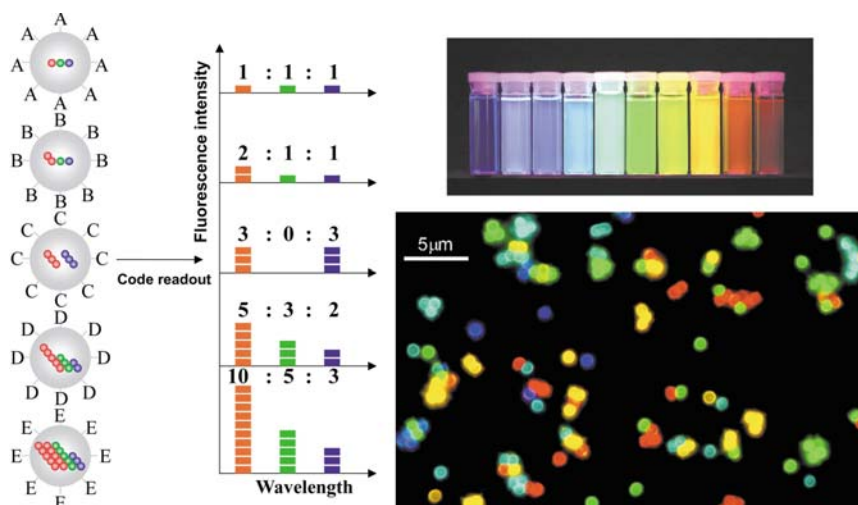 A
A A
A A
A A
A
B
B B
B B
B B
B
C
C C
C C
C C
C
D
D D
D D
D D
D
E
E E
E E
E E
E
Code readout
Fluorescence intensity
1 : 1 : 1
2 : 1 : 1
3 : 0 : 3
5 : 3 : 2
10 : 5 : 3
Wavelength
5μm